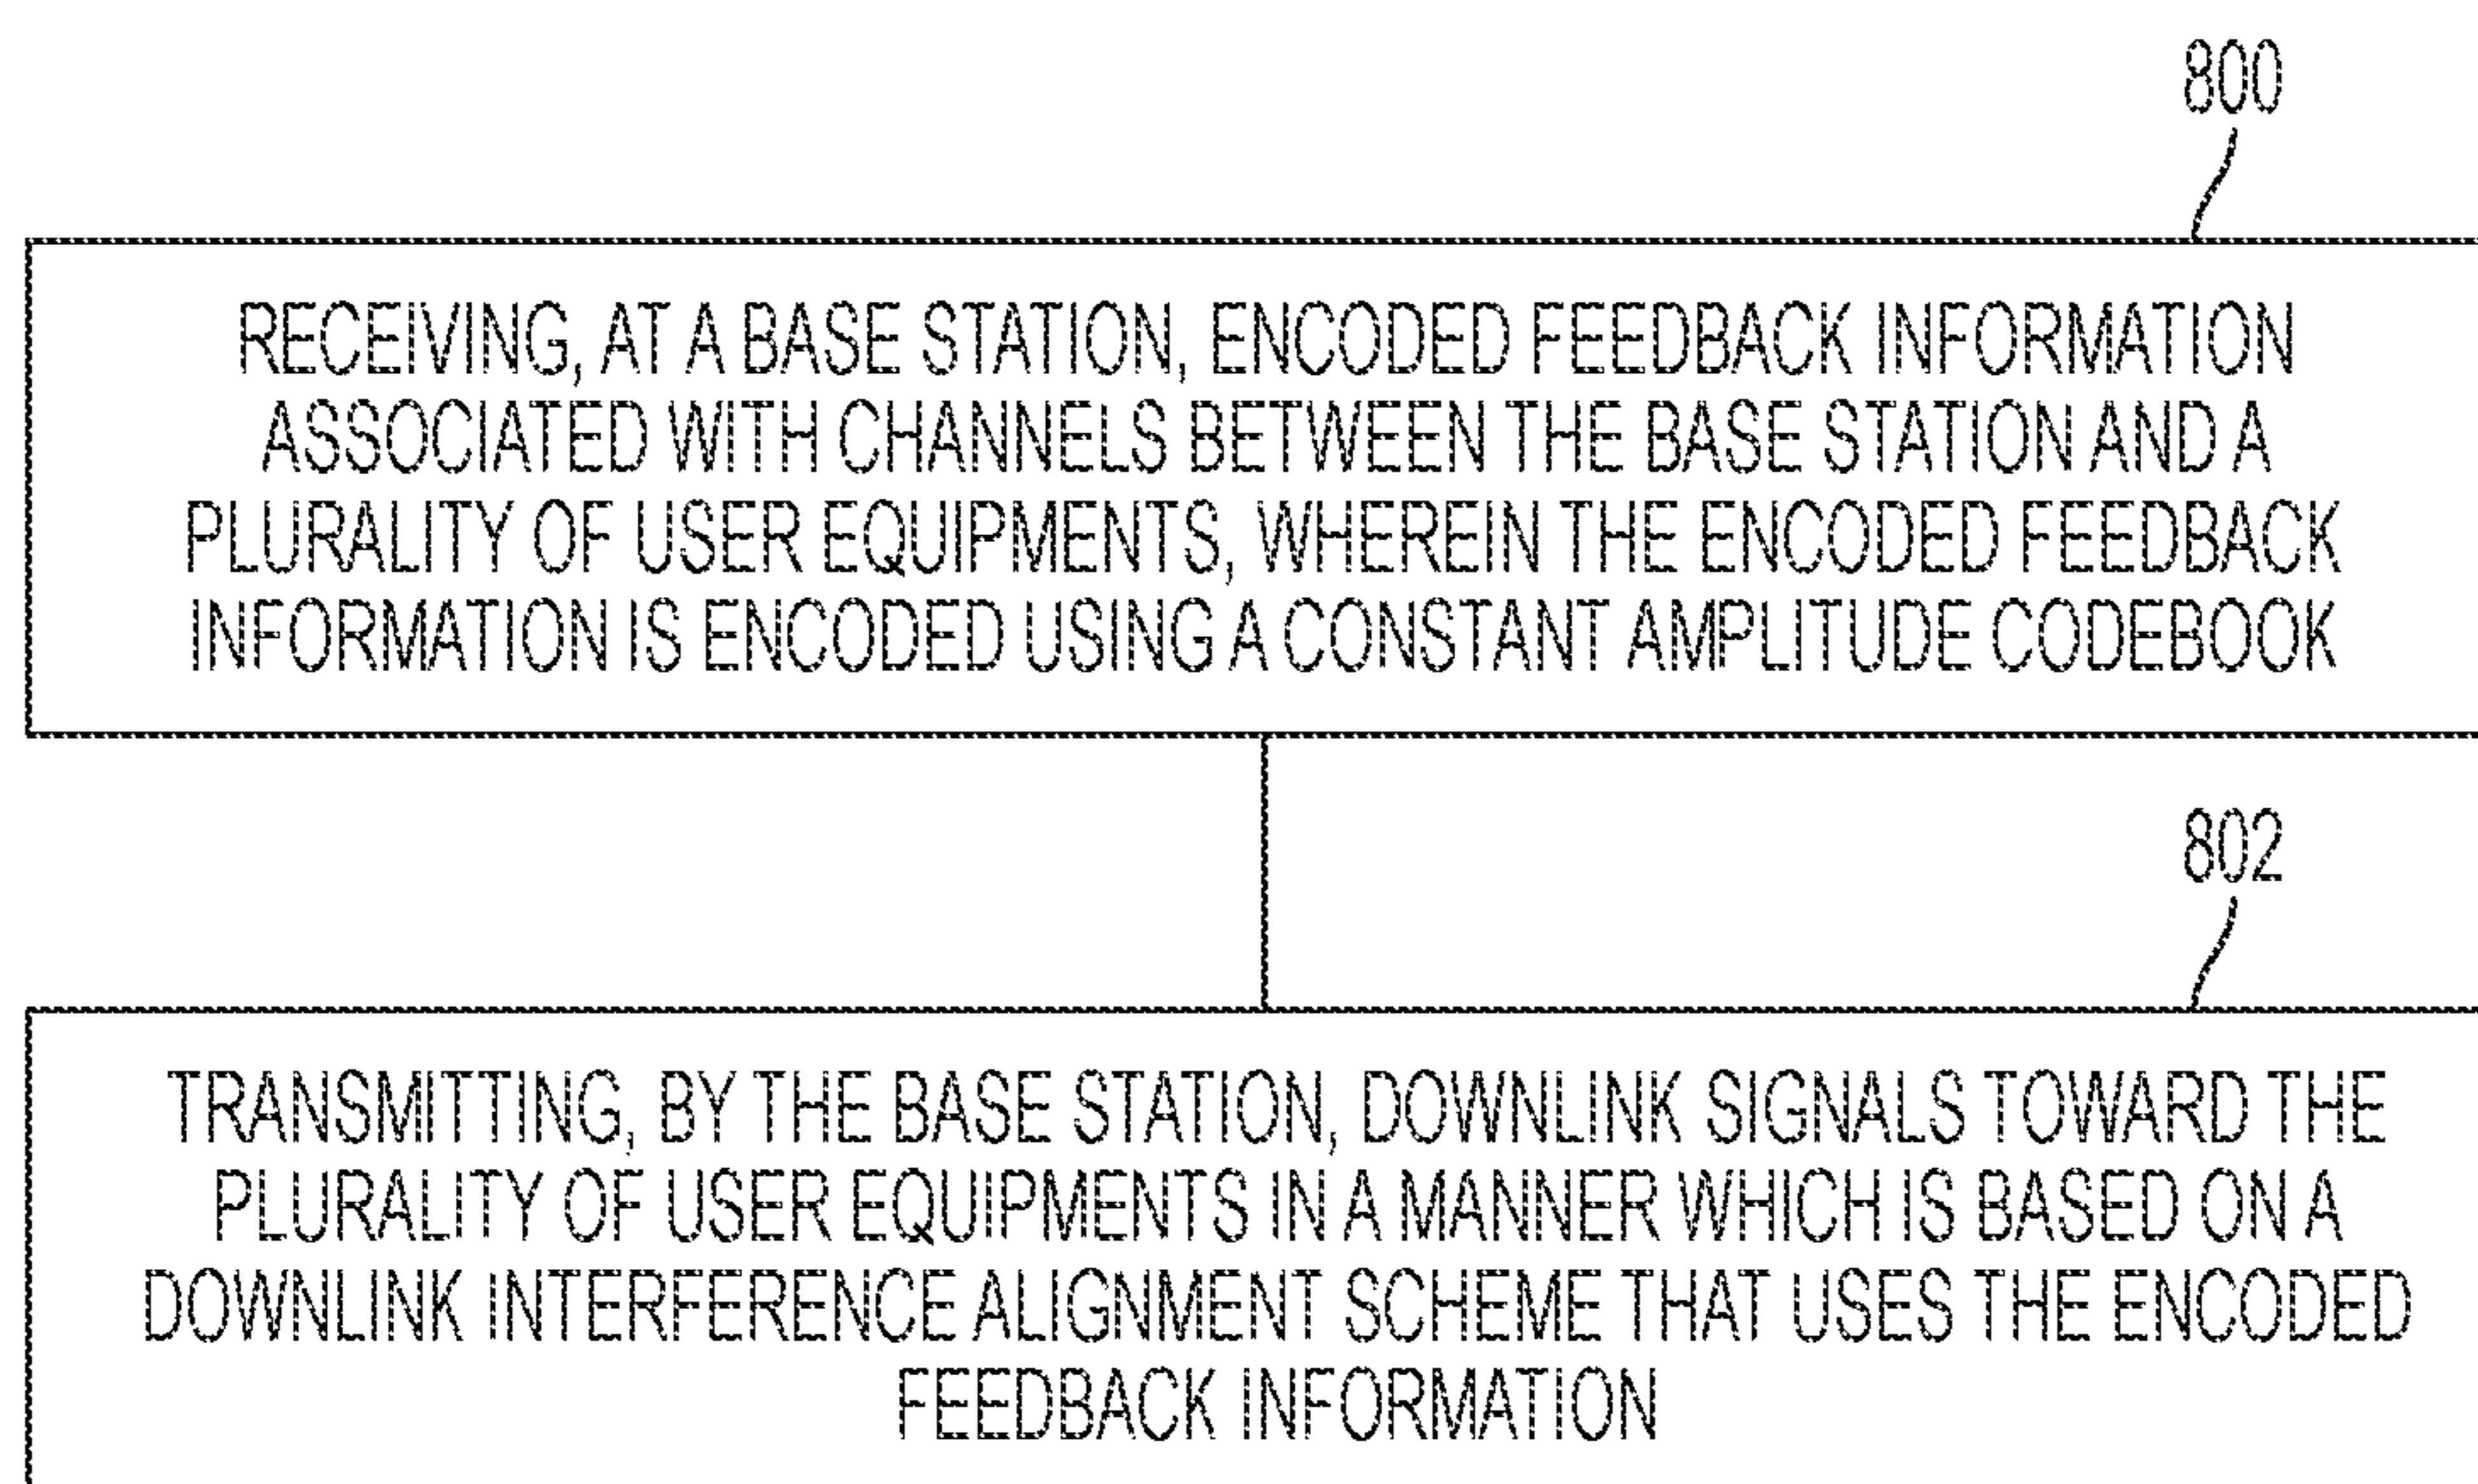 800
RECEIVING, AT A BASE STATION, ENCODED FEEDBACK INFORMATION
ASSOCIATED WITH CHANNELS BETWEEN THE BASE STATION AND A
PLURALITY OF USER EQUIPMENTS, WHEREIN THE ENCODED FEEDBACK
INFORMATION IS ENCODED USING A CONSTANT AMPLITUDE CODEBOOK
802
TRANSMITTING, BY THE BASE STATION, DOWNLINK SIGNALS TOWARD THE
PLURALITY OF USER EQUIPMENTS IN A MANNER WHICH IS BASED ON A
DOWNLINK INTERFERENCE ALIGNMENT SCHEME THAT USES THE ENCODED
FEEDBACK INFORMATION